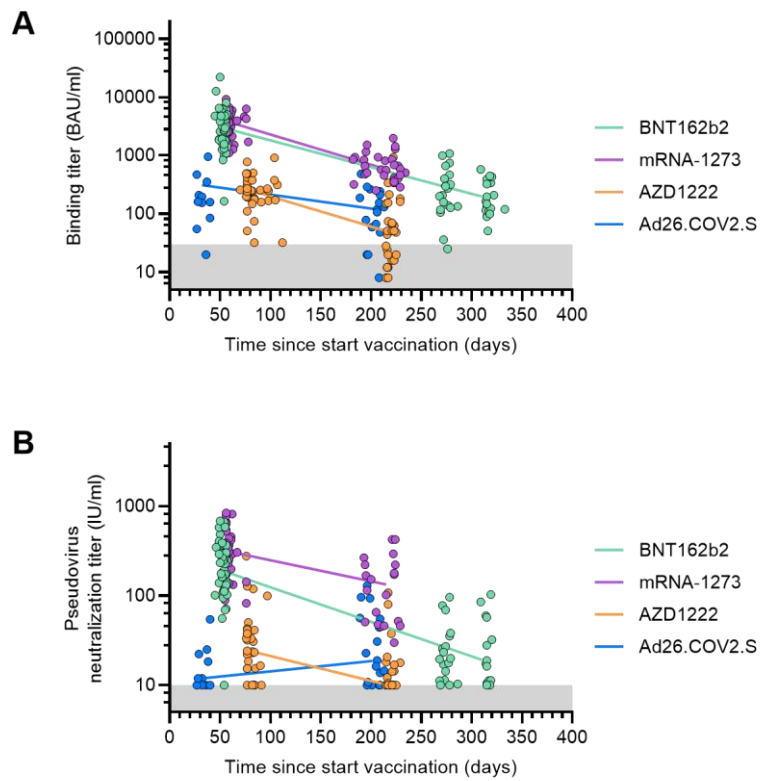 A
Binding titer (BAU/ml)
100000
10000
1000
100
10
0 50 100 150 200 250 300 350 400
Time since start vaccination (days)
BNT162b2
mRNA-1273
AZD1222
Ad26.COV2.S
B
Pseudovirus
neutralization titer (IU/ml)
1000
100
10
0 50 100 150 200 250 300 350 400
Time since start vaccination (days)
BNT162b2
mRNA-1273
AZD1222
Ad26.COV2.S